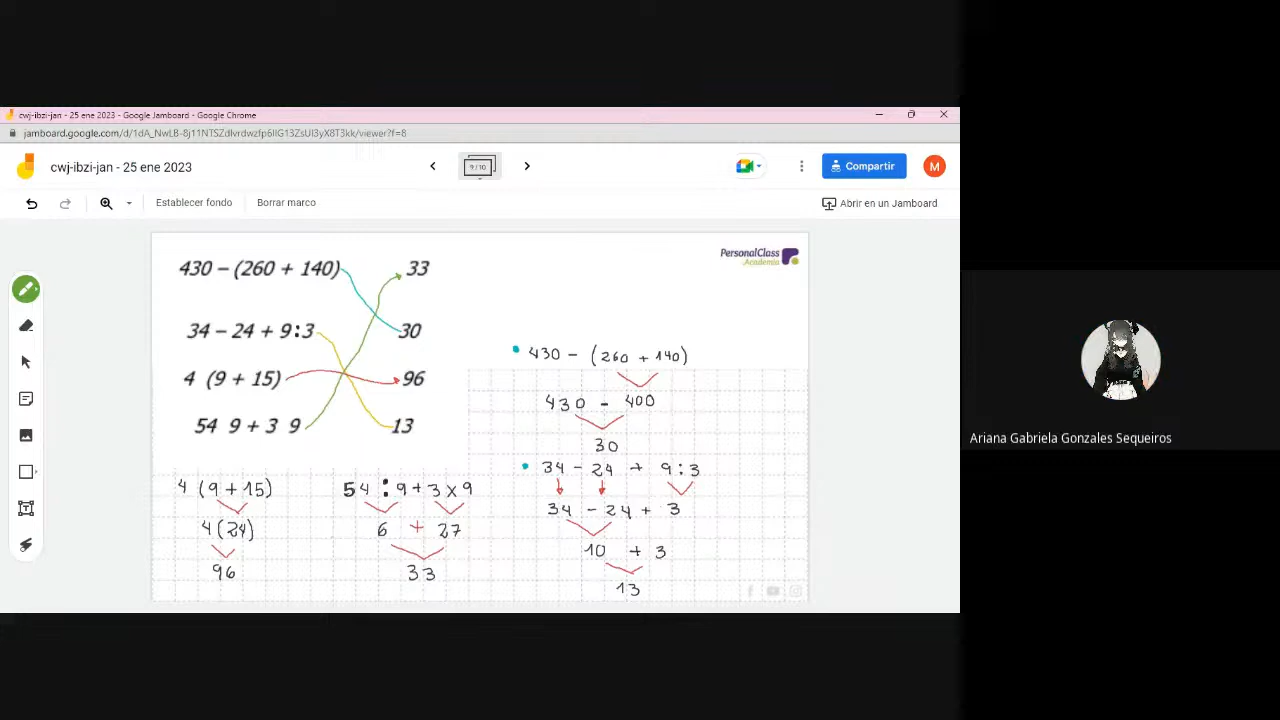 cwj-ibzi-jan - 25 ene 2023 - Google Jamboard - Google Chrome
jamboard.google.com/d/1dA_NwLB-8j11NTSZdlvrdwzfp6IIG13ZsUI3yX8T3kk/viewer?f=8
cwj-ibzi-jan - 25 ene 2023
9 / 10
Compartir
M
Establecer fondo
Borrar marco
Abrir en un Jamboard
PersonalClass
Academia
430 – (260 + 140)
33
34 – 24 + 9:3
30
4 (9 + 15)
96
54 9 + 3 9
13
430 - (260 + 140)
430 - 400
30
34 - 24 + 9:3
34 - 24 + 3
10 + 3
13
4 (9+15)
4(24)
96
54 : 9+3x9
6 + 27
33
Ariana Gabriela Gonzales Sequeiros